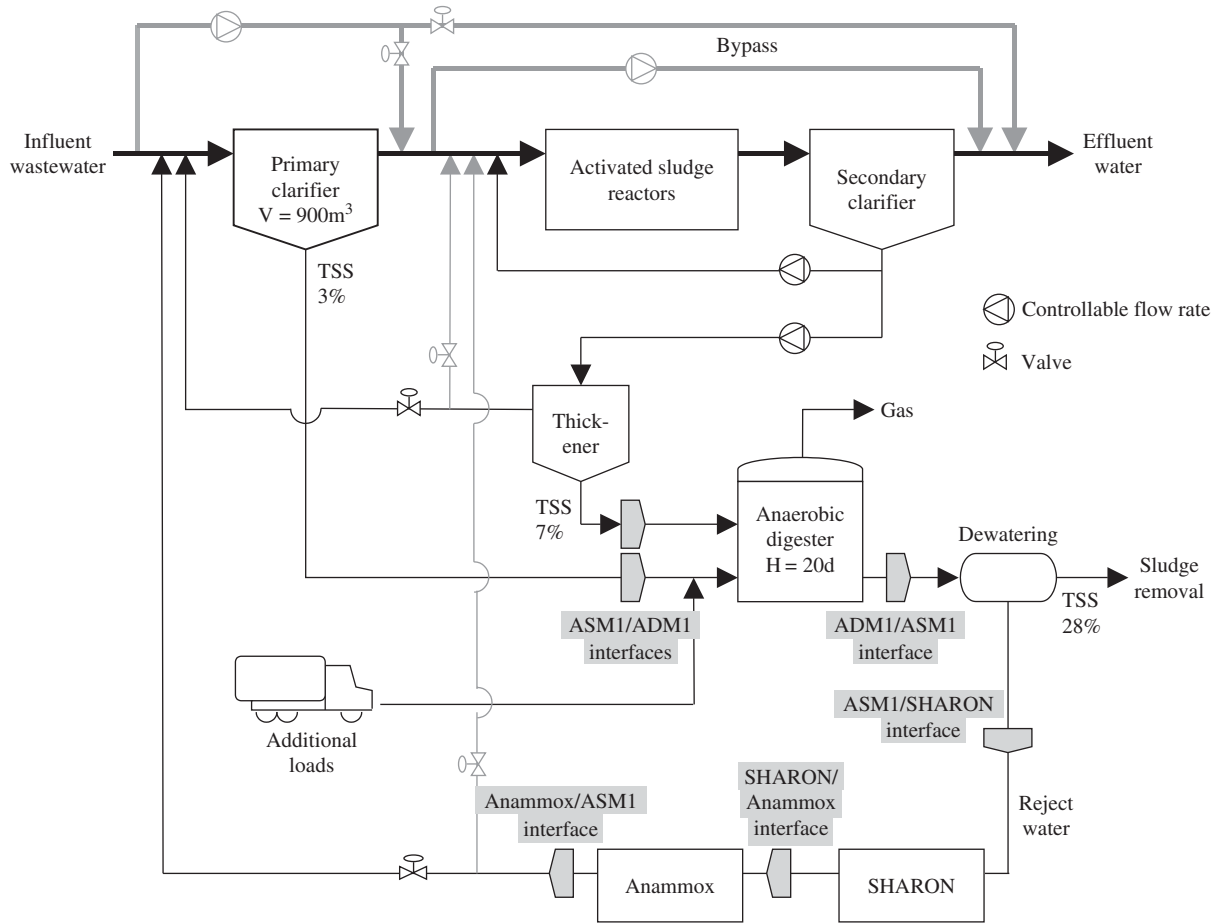 Bypass
Influent
wastewater
Primary
clarifier
V = 900m³
Activated sludge
reactors
Secondary
clarifier
Effluent
water
TSS
3%
Controllable flow rate
Valve
Thick-
ener
Gas
TSS
7%
Anaerobic
digester
H = 20d
Dewatering
Sludge
removal
TSS
28%
ASM1/ADM1
interfaces
ADM1/ASM1
interface
ASM1/SHARON
interface
Additional
loads
Anammox/ASM1
interface
SHARON/
Anammox
interface
Reject
water
Anammox
SHARON